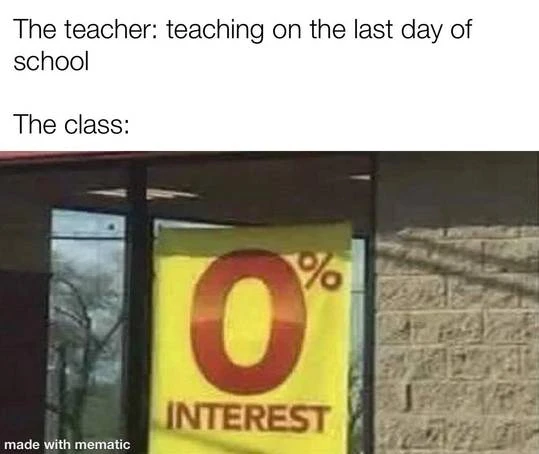 The teacher: teaching on the last day of
school
The class:
0%
INTEREST
made with mematic